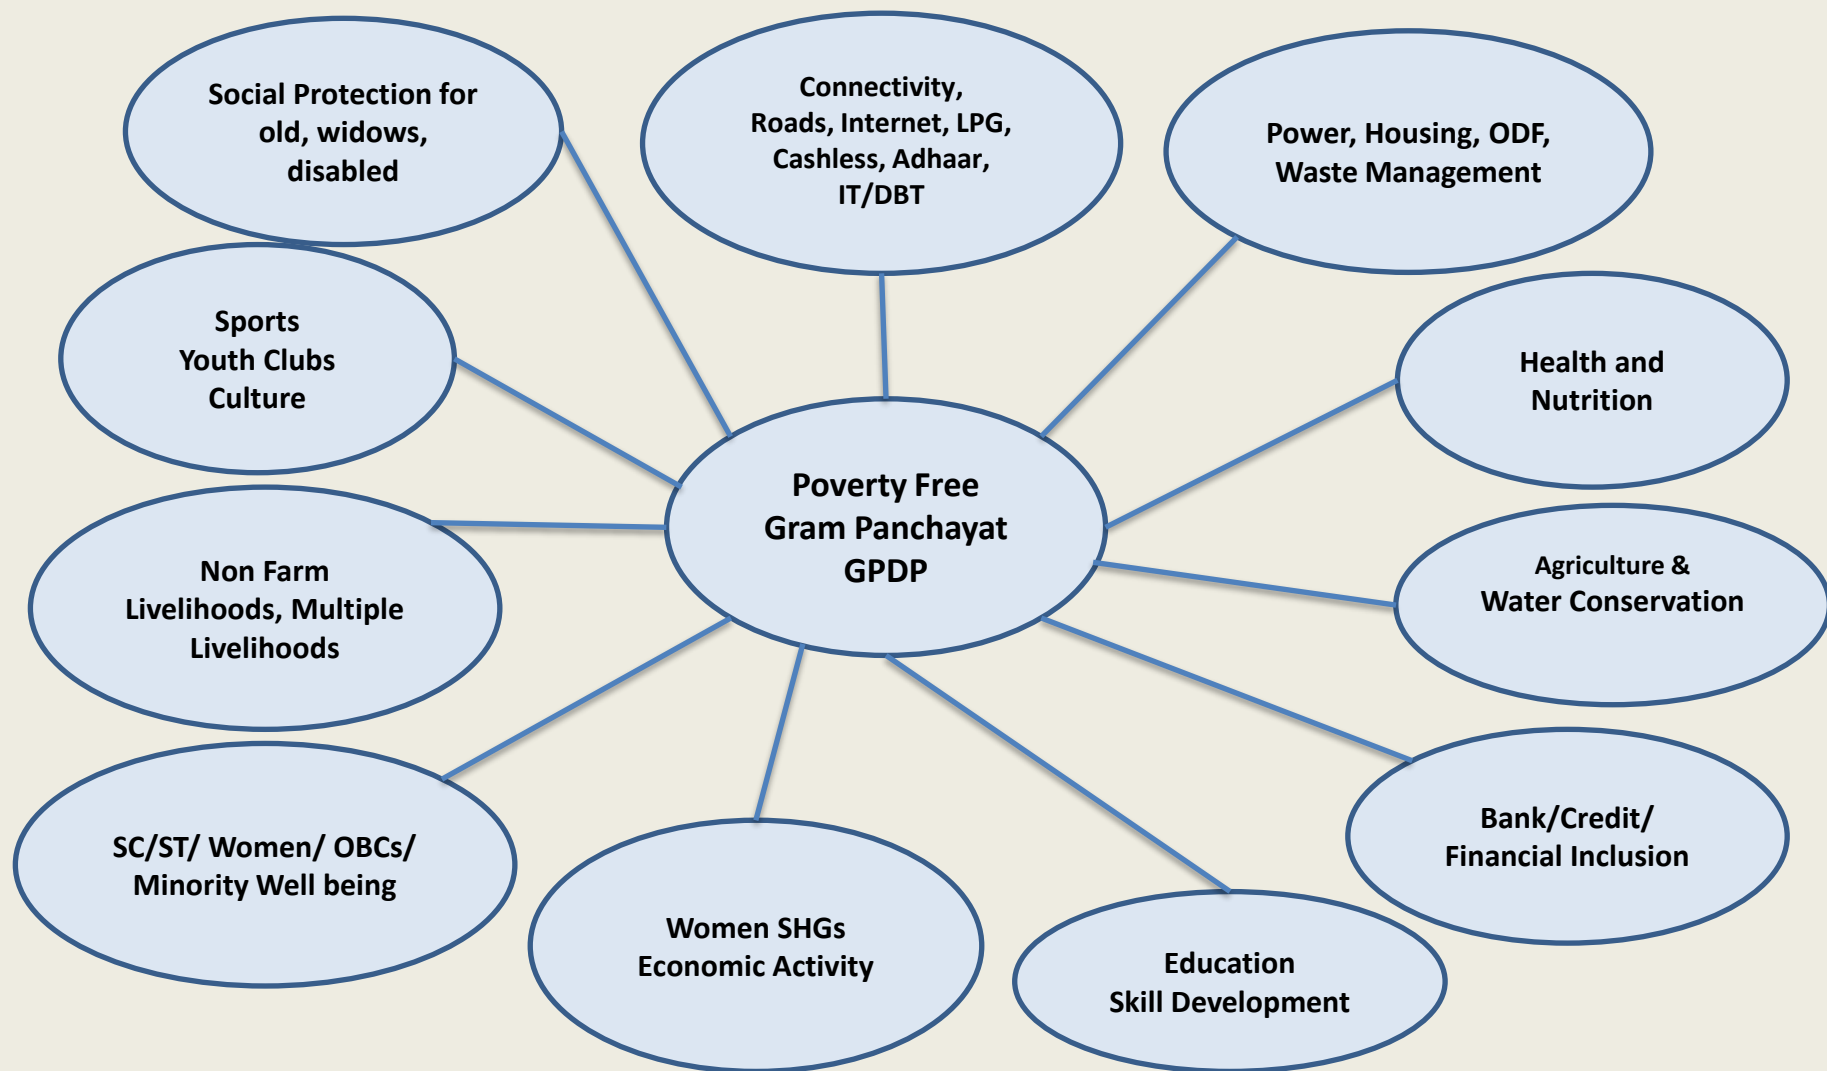 Social Protection for
old, widows,
disabled
Connectivity,
Roads, Internet, LPG,
Cashless, Adhaar,
IT/DBT
Power, Housing, ODF,
Waste Management
Sports
Youth Clubs
Culture
Health and
Nutrition
Poverty Free
Gram Panchayat
GPDP
Non Farm
Livelihoods, Multiple
Livelihoods
Agriculture &
Water Conservation
SC/ST/ Women/ OBCs/
Minority Well being
Bank/Credit/
Financial Inclusion
Women SHGs
Economic Activity
Education
Skill Development